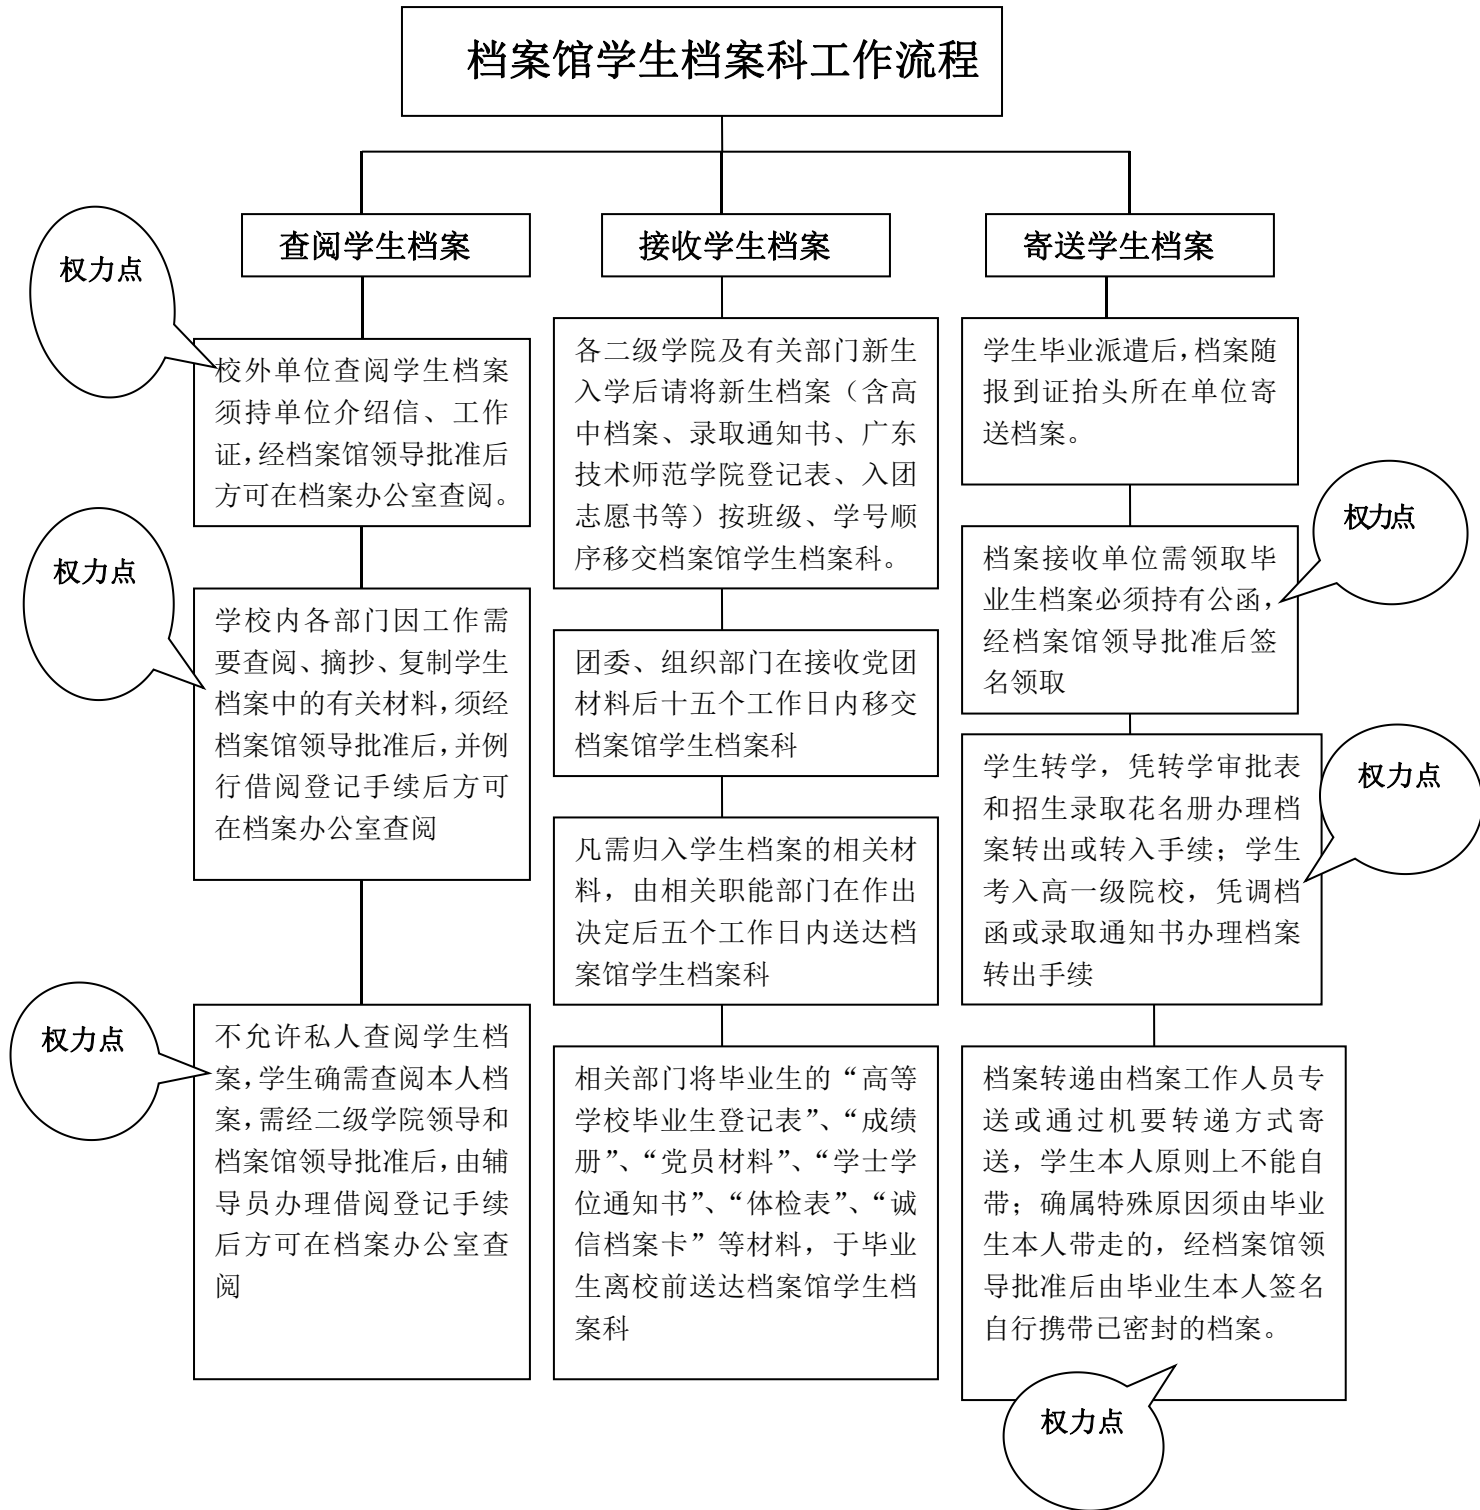 档案馆学生档案科工作流程
查阅学生档案
权力点
校外单位查阅学生档案
须持单位介绍信、工作
证,经档案馆领导批准后
方可在档案办公室查阅。
权力点
学校内各部门因工作需
要查阅、摘抄、复制学生
档案中的有关材料,须经
档案馆领导批准后,并例
行借阅登记手续后方可
在档案办公室查阅
权力点
不允许私人查阅学生档
案,学生确需查阅本人档
案,需经二级学院领导和
档案馆领导批准后,由辅
导员办理借阅登记手续
后方可在档案办公室查
阅
接收学生档案
各二级学院及有关部门新生
入学后请将新生档案（含高
中档案、录取通知书、广东
技术师范学院登记表、入团
志愿书等）按班级、学号顺
序移交档案馆学生档案科。
团委、组织部门在接收党团
材料后十五个工作日内移交
档案馆学生档案科
凡需归入学生档案的相关材
料，由相关职能部门在作出
决定后五个工作日内送达档
案馆学生档案科
相关部门将毕业生的“高等
学校毕业生登记表”、“成绩
册”、“党员材料”、“学士学
位通知书”、“体检表”、“诚
信档案卡”等材料，于毕业
生离校前送达档案馆学生档
案科
寄送学生档案
学生毕业派遣后,档案随
报到证抬头所在单位寄
送档案。
权力点
档案接收单位需领取毕
业生档案必须持有公函，
经档案馆领导批准后签
名领取
权力点
学生转学，凭转学审批表
和招生录取花名册办理档
案转出或转入手续；学生
考入高一级院校，凭调档
函或录取通知书办理档案
转出手续
档案转递由档案工作人员专
送或通过机要转递方式寄
送，学生本人原则上不能自
带；确属特殊原因须由毕业
生本人带走的，经档案馆领
导批准后由毕业生本人签名
自行携带已密封的档案。
权力点